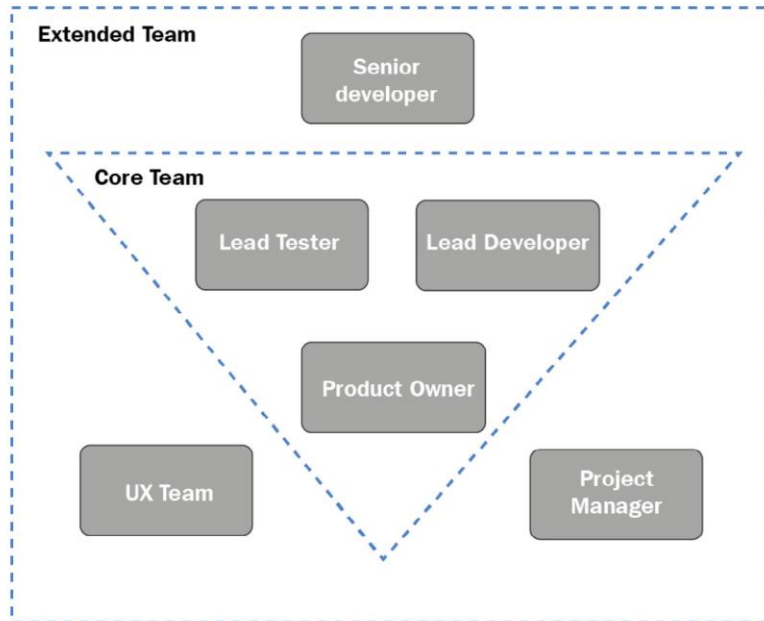 Extended Team
Senior
developer
Core Team
Lead Tester
Lead Developer
Product Owner
UX Team
Project
Manager